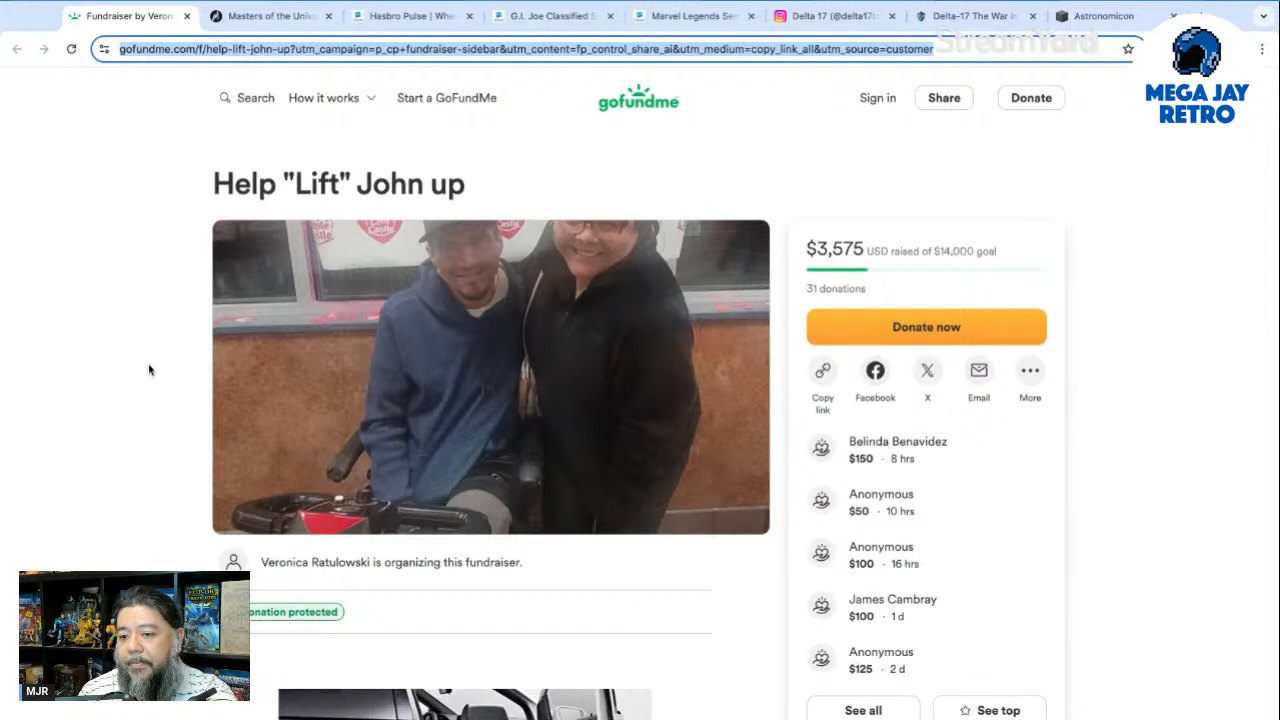 Fundraiser by Veron
Masters of the Univ
Hasbro Pulse | Whe
G.I. Joe Classified S
Marvel Legends Ser
Delta 17 (@delta17t
Delta-17 The War in
Astronomicon
gofundme.com/f/help-lift-john-up?utm_campaign=p_cp+fundraiser-sidebar&utm_content=fp_control_share_ai&utm_medium=copy_link_all&utm_source=customer
StreamYard
MEGA JAY
RETRO
Search
How it works
Start a GoFundMe
gofundme
Sign in
Share
Donate
Help "Lift" John up
$3,575 USD raised of $14,000 goal
31 donations
Donate now
Copy link
Facebook
X
Email
More
Belinda Benavidez
$150 · 8 hrs
Anonymous
$50 · 10 hrs
Anonymous
$100 · 16 hrs
James Cambray
$100 · 1 d
Anonymous
$125 · 2 d
See all
See top
Castle
Veronica Ratulowski is organizing this fundraiser.
onation protected
MJR